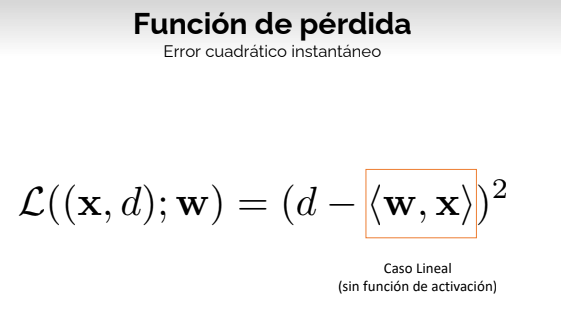 Función de pérdida
Error cuadrático instantáneo
ℒ((𝐱, d); 𝐰) = (d − ⟨𝐰, 𝐱⟩)²
Caso Lineal
(sin función de activación)